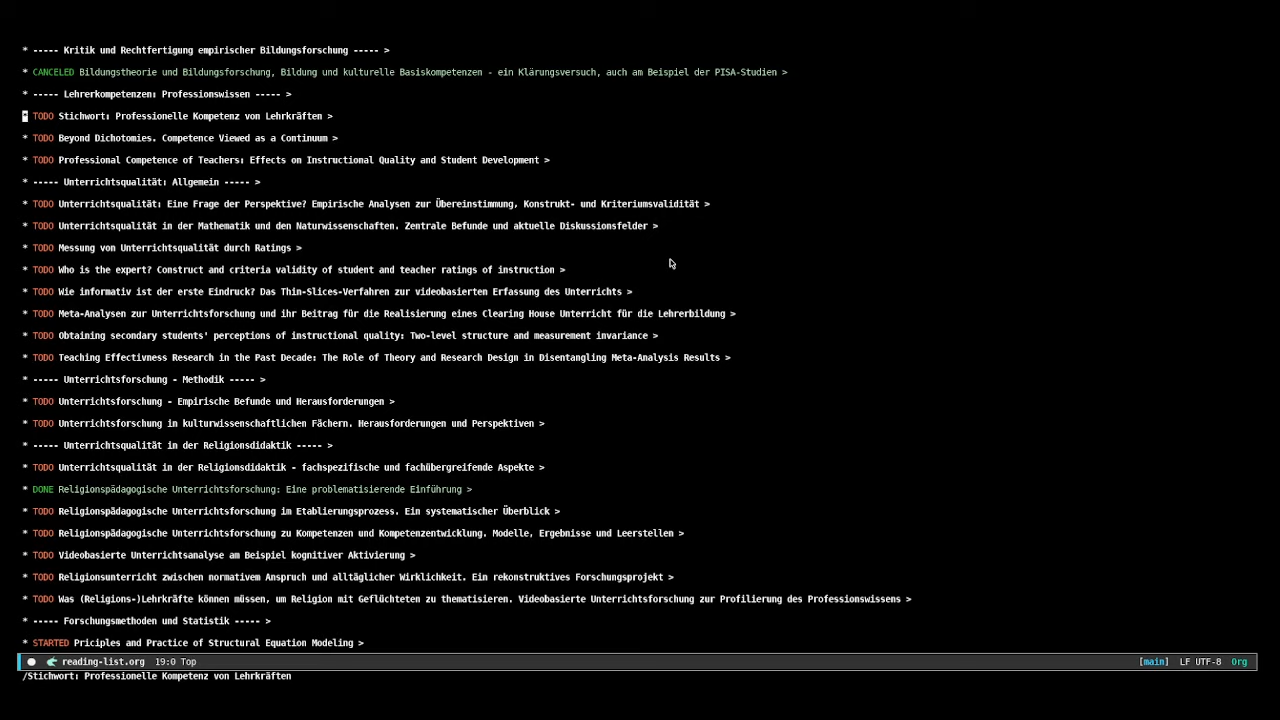 * ----- Kritik und Rechtfertigung empirischer Bildungsforschung ----- >
* CANCELED Bildungstheorie und Bildungsforschung, Bildung und kulturelle Basiskompetenzen - ein Klärungsversuch, auch am Beispiel der PISA-Studien >
* ----- Lehrerkompetenzen: Professionswissen ----- >
* TODO Stichwort: Professionelle Kompetenz von Lehrkräften >
* TODO Beyond Dichotomies. Competence Viewed as a Continuum >
* TODO Professional Competence of Teachers: Effects on Instructional Quality and Student Development >
* ----- Unterrichtsqualität: Allgemein ----- >
* TODO Unterrichtsqualität: Eine Frage der Perspektive? Empirische Analysen zur Übereinstimmung, Konstrukt- und Kriteriumsvalidität >
* TODO Unterrichtsqualität in der Mathematik und den Naturwissenschaften. Zentrale Befunde und aktuelle Diskussionsfelder >
* TODO Messung von Unterrichtsqualität durch Ratings >
* TODO Who is the expert? Construct and criteria validity of student and teacher ratings of instruction >
* TODO Wie informativ ist der erste Eindruck? Das Thin-Slices-Verfahren zur videobasierten Erfassung des Unterrichts >
* TODO Meta-Analysen zur Unterrichtsforschung und ihr Beitrag für die Realisierung eines Clearing House Unterricht für die Lehrerbildung >
* TODO Obtaining secondary students' perceptions of instructional quality: Two-level structure and measurement invariance >
* TODO Teaching Effectivness Research in the Past Decade: The Role of Theory and Research Design in Disentangling Meta-Analysis Results >
* ----- Unterrichtsforschung - Methodik ----- >
* TODO Unterrichtsforschung - Empirische Befunde und Herausforderungen >
* TODO Unterrichtsforschung in kulturwissenschaftlichen Fächern. Herausforderungen und Perspektiven >
* ----- Unterrichtsqualität in der Religionsdidaktik ----- >
* TODO Unterrichtsqualität in der Religionsdidaktik - fachspezifische und fachübergreifende Aspekte >
* DONE Religionspädagogische Unterrichtsforschung: Eine problematisierende Einführung >
* TODO Religionspädagogische Unterrichtsforschung im Etablierungsprozess. Ein systematischer Überblick >
* TODO Religionspädagogische Unterrichtsforschung zu Kompetenzen und Kompetenzentwicklung. Modelle, Ergebnisse und Leerstellen >
* TODO Videobasierte Unterrichtsanalyse am Beispiel kognitiver Aktivierung >
* TODO Religionsunterricht zwischen normativem Anspruch und alltäglicher Wirklichkeit. Ein rekonstruktives Forschungsprojekt >
* TODO Was (Religions-)Lehrkräfte können müssen, um Religion mit Geflüchteten zu thematisieren. Videobasierte Unterrichtsforschung zur Profilierung des Professionswissens >
* ----- Forschungsmethoden und Statistik ----- >
* STARTED Priciples and Practice of Structural Equation Modeling >
reading-list.org 19:0 Top [main] LF UTF-8 Org
/Stichwort: Professionelle Kompetenz von Lehrkräften